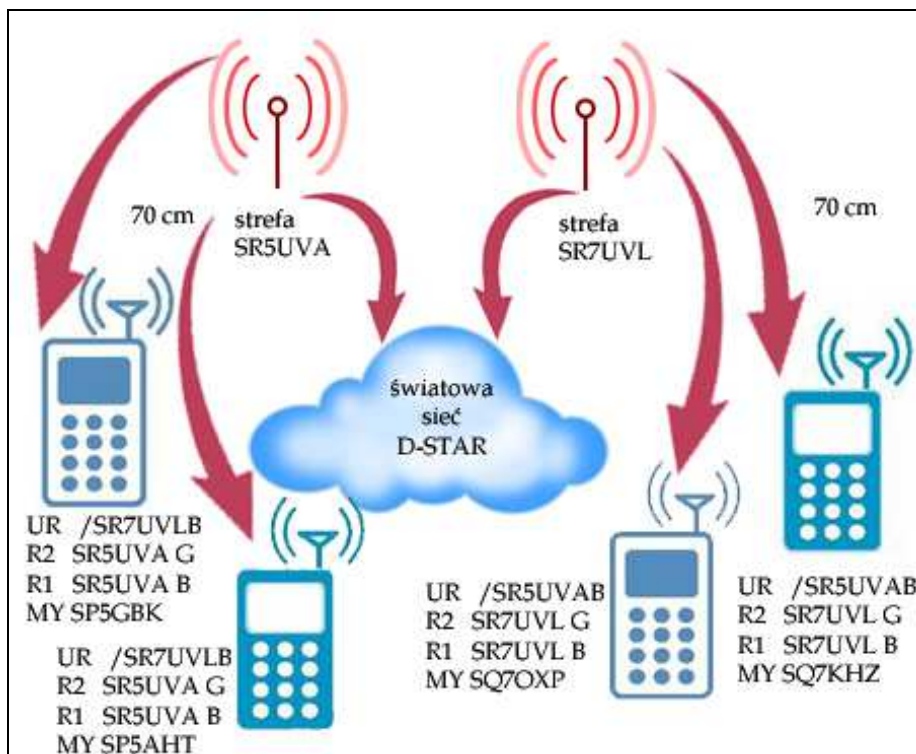 70 cm
strefa
SR5UVA
strefa
SR7UVL
70 cm
światowa
sieć
D-STAR
UR /SR7UVLB
R2 SR5UVA G
R1 SR5UVA B
MY SP5GBK
UR /SR7UVLB
R2 SR5UVA G
R1 SR5UVA B
MY SP5AHT
UR /SR5UVAB
R2 SR7UVL G
R1 SR7UVL B
MY SQ7OXP
UR /SR5UVAB
R2 SR7UVL G
R1 SR7UVL B
MY SQ7KHZ